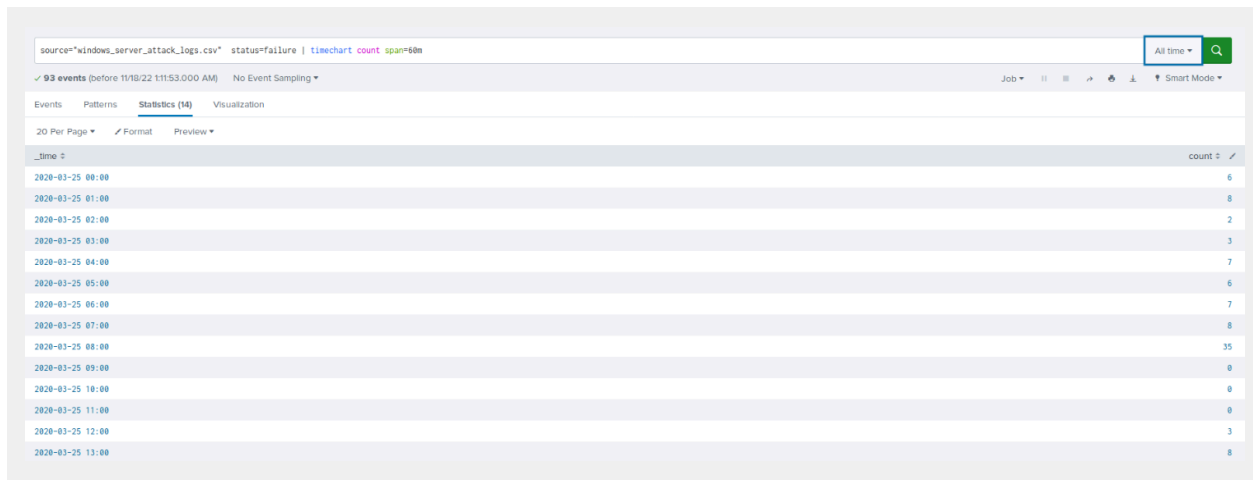 source="windows_server_attack_logs.csv" status=failure | timechart count span=60m
All time
93 events (before 11/18/22 1:11:53.000 AM) No Event Sampling
Job
Smart Mode
Events Patterns Statistics (14) Visualization
20 Per Page Format Preview
_time count
2020-03-25 00:00 6
2020-03-25 01:00 8
2020-03-25 02:00 2
2020-03-25 03:00 3
2020-03-25 04:00 7
2020-03-25 05:00 6
2020-03-25 06:00 7
2020-03-25 07:00 8
2020-03-25 08:00 35
2020-03-25 09:00 0
2020-03-25 10:00 0
2020-03-25 11:00 0
2020-03-25 12:00 3
2020-03-25 13:00 8